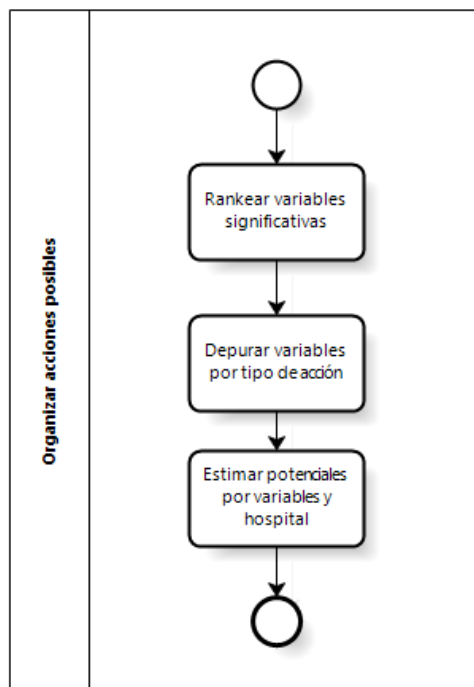 Organizar acciones posibles
Rankear variables
significativas
Depurar variables
por tipo de acción
Estimar potenciales
por variables y
hospital